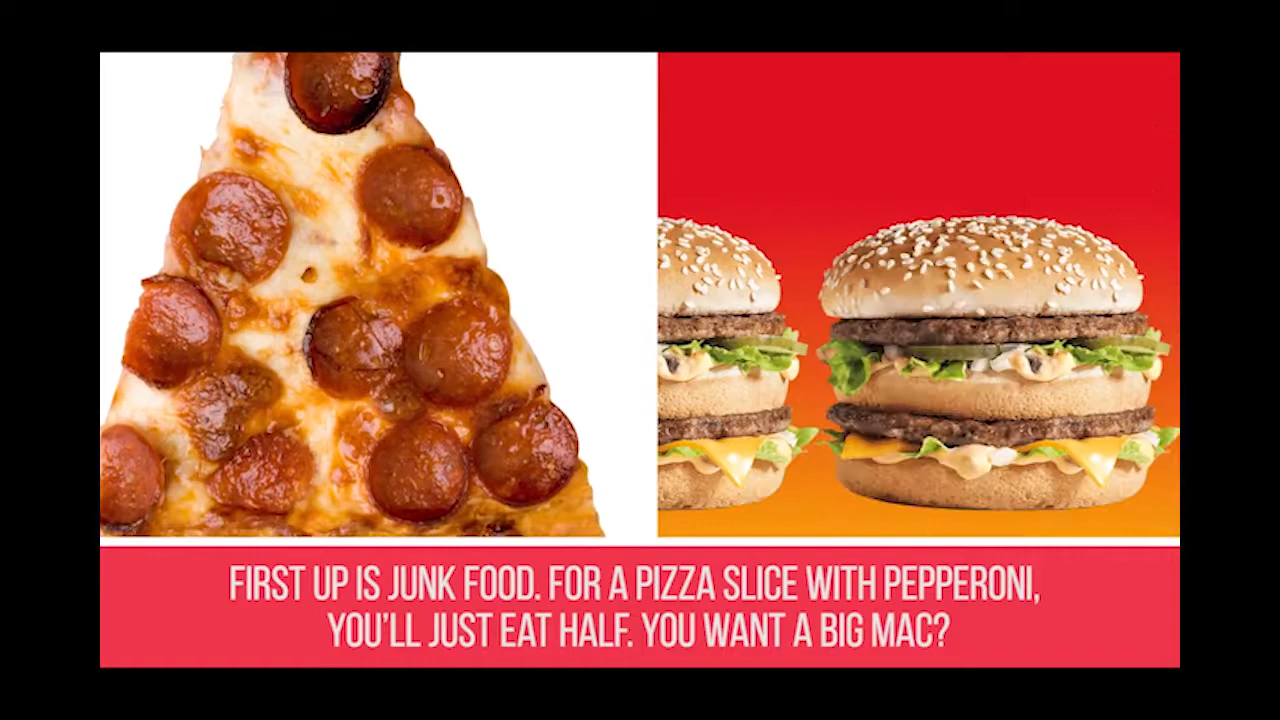 FIRST UP IS JUNK FOOD. FOR A PIZZA SLICE WITH PEPPERONI,
YOU'LL JUST EAT HALF. YOU WANT A BIG MAC?